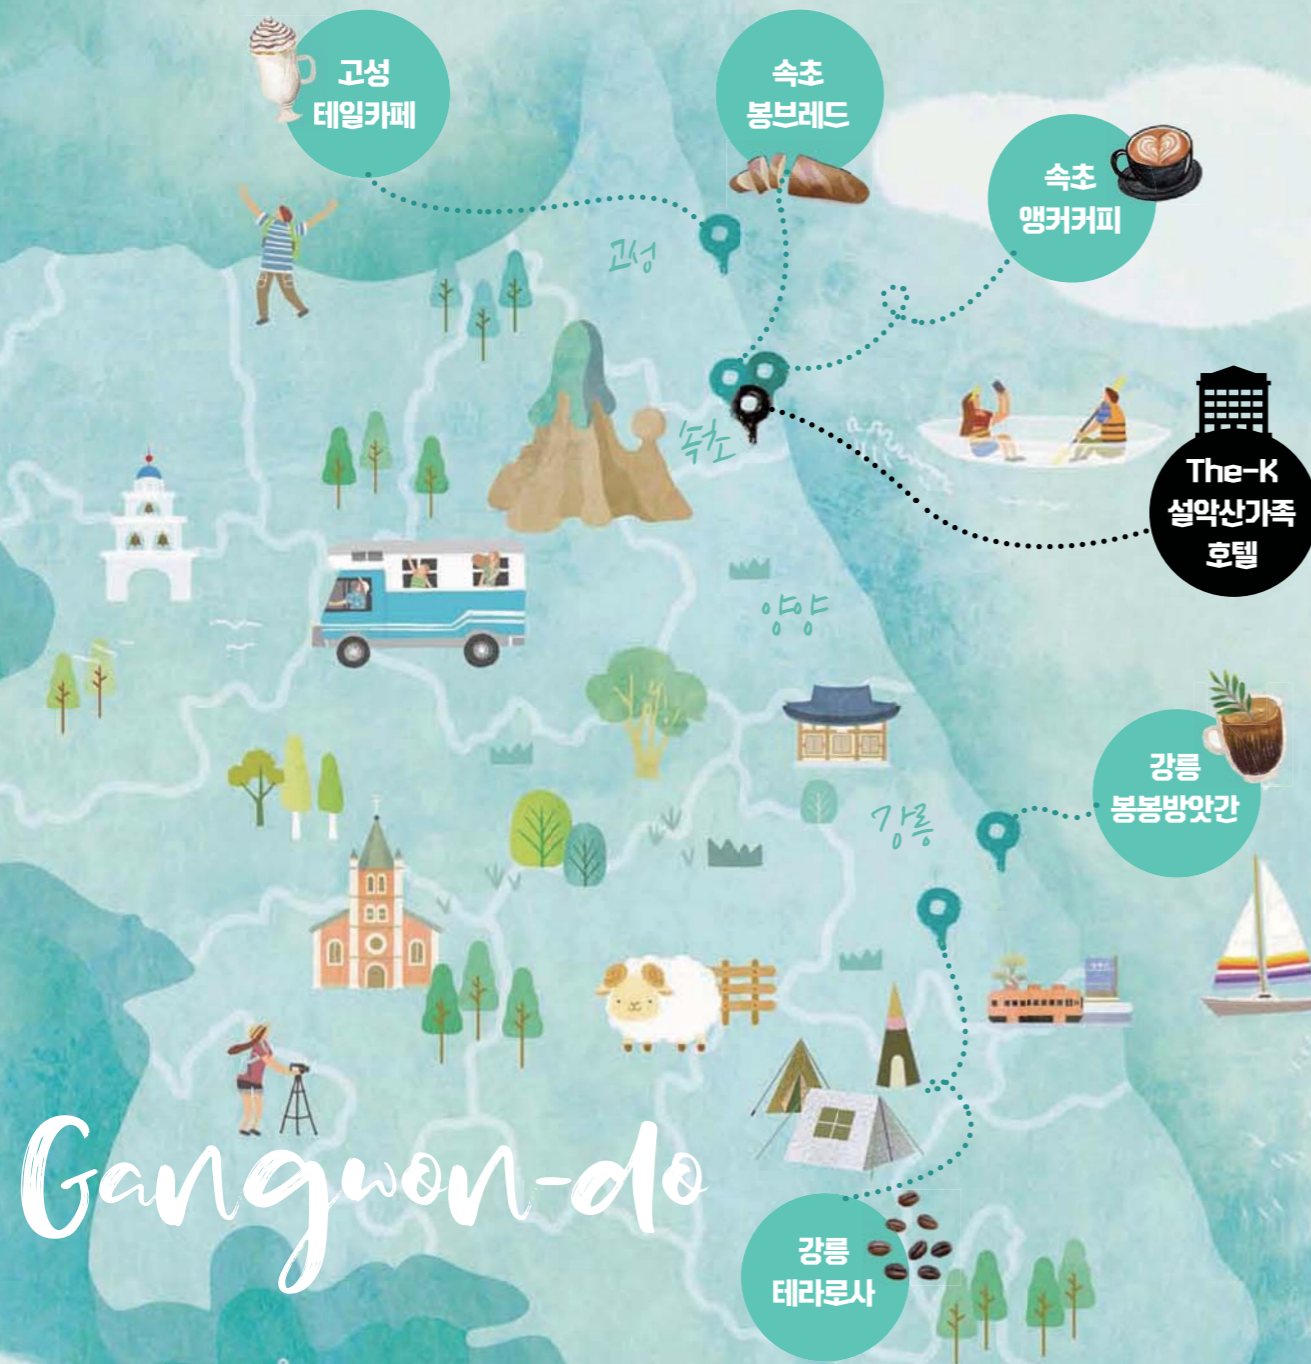 고성
테일카페
속초
봉브레드
속초
앵커커피
고성
속초
The-K
설악산가족
호텔
양양
강릉
봉봉방앗간
강릉
Gangwon-do
강릉
테라로사